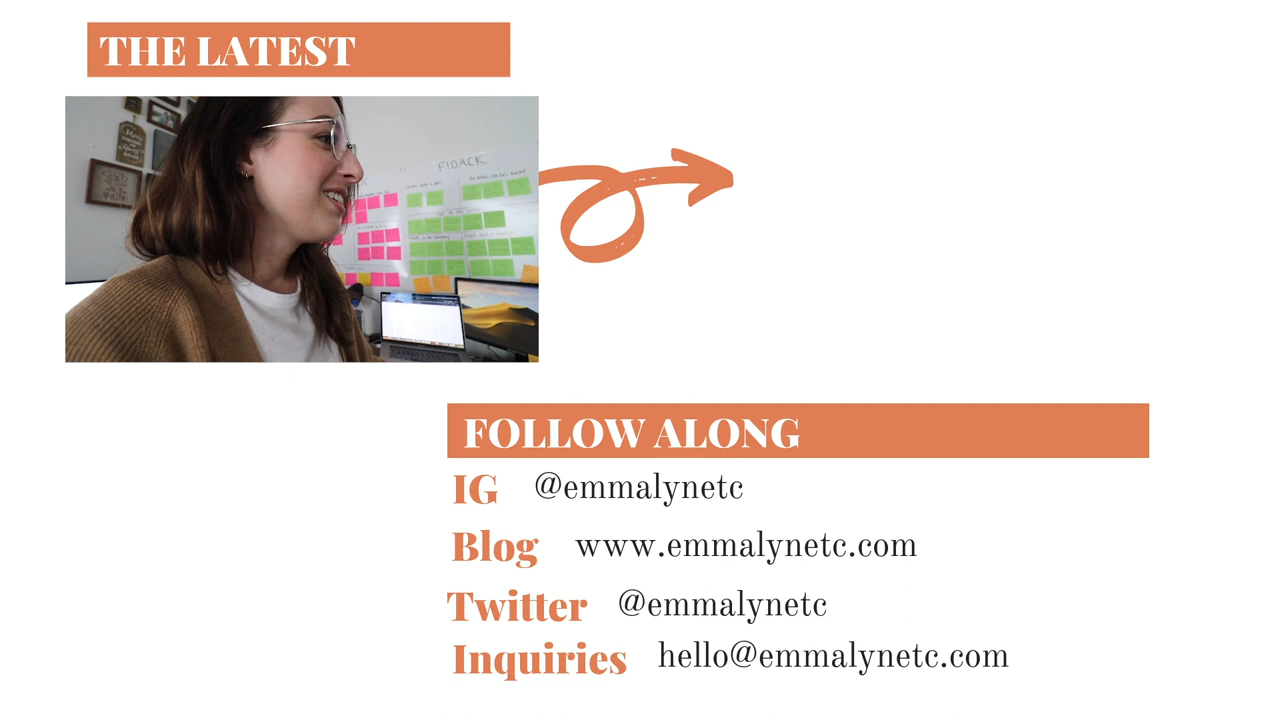 THE LATEST
FIDACK
FOLLOW ALONG
IG @emmalynetc
Blog www.emmalynetc.com
Twitter @emmalynetc
Inquiries hello@emmalynetc.com